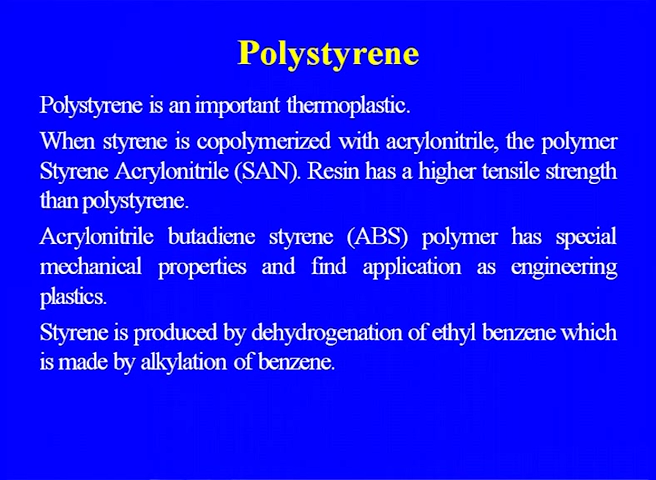 Polystyrene
Polystyrene is an important thermoplastic.
When styrene is copolymerized with acrylonitrile, the polymer
Styrene Acrylonitrile (SAN). Resin has a higher tensile strength
than polystyrene.
Acrylonitrile butadiene styrene (ABS) polymer has special
mechanical properties and find application as engineering
plastics.
Styrene is produced by dehydrogenation of ethyl benzene which
is made by alkylation of benzene.